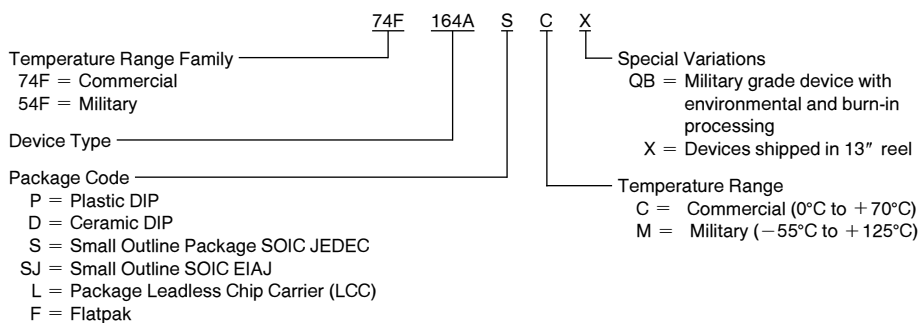 74F 164A S C X
Temperature Range Family
74F = Commercial
54F = Military
Device Type
Package Code
P = Plastic DIP
D = Ceramic DIP
S = Small Outline Package SOIC JEDEC
SJ = Small Outline SOIC EIAJ
L = Package Leadless Chip Carrier (LCC)
F = Flatpak
Special Variations
QB = Military grade device with
environmental and burn-in
processing
X = Devices shipped in 13″ reel
Temperature Range
C = Commercial (0°C to +70°C)
M = Military (−55°C to +125°C)